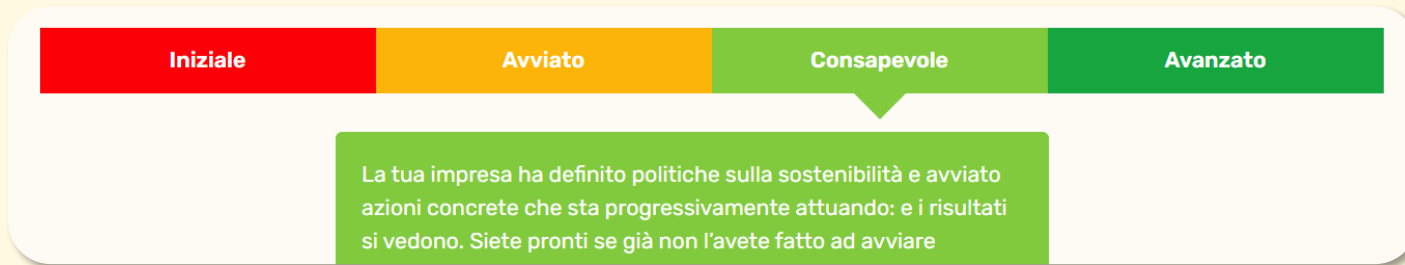 Iniziale Avviato Consapevole Avanzato
La tua impresa ha definito politiche sulla sostenibilità e avviato
azioni concrete che sta progressivamente attuando: e i risultati
si vedono. Siete pronti se già non l’avete fatto ad avviare